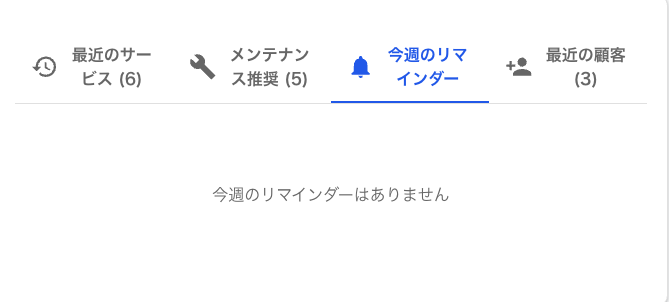 最近のサー
ビス (6)
メンテナン
ス推奨 (5)
今週のリマ
インダー
最近の顧客
(3)
今週のリマインダーはありません